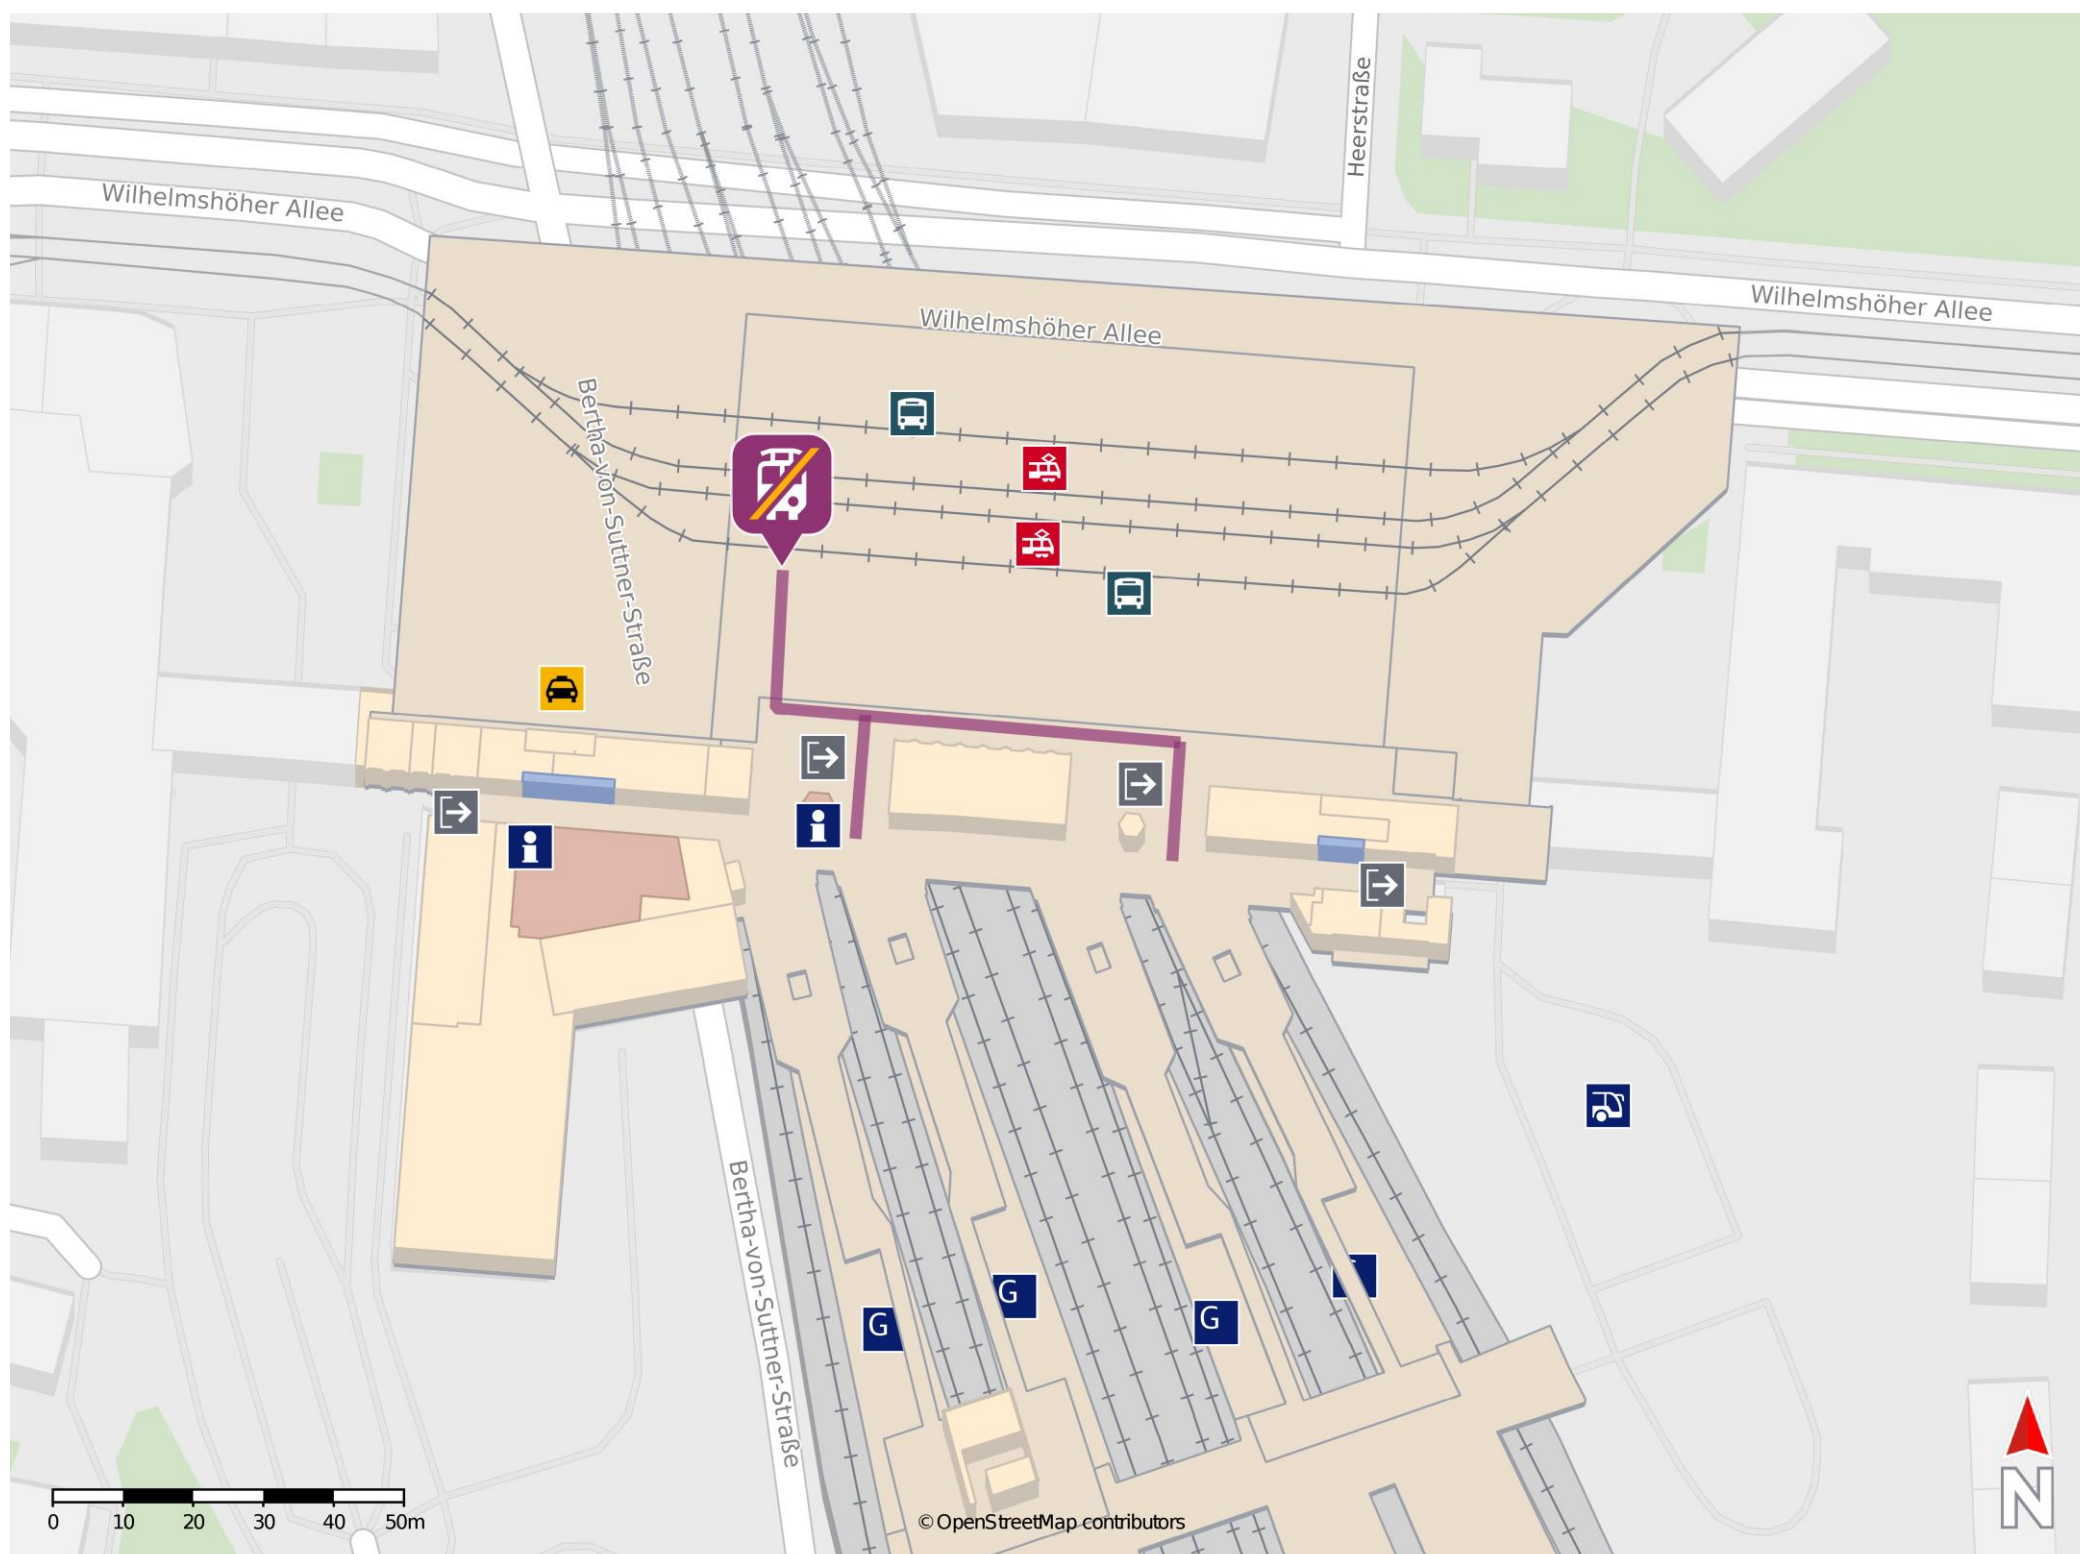 Heerstraße
Wilhelmshöher Allee
Wilhelmshöher Allee
Wilhelmshöher Allee
Bertha-von-Suttner-Straße
i
i
Bertha-von-Suttner-Straße
G
G
G
0 10 20 30 40 50m
© OpenStreetMap contributors
N